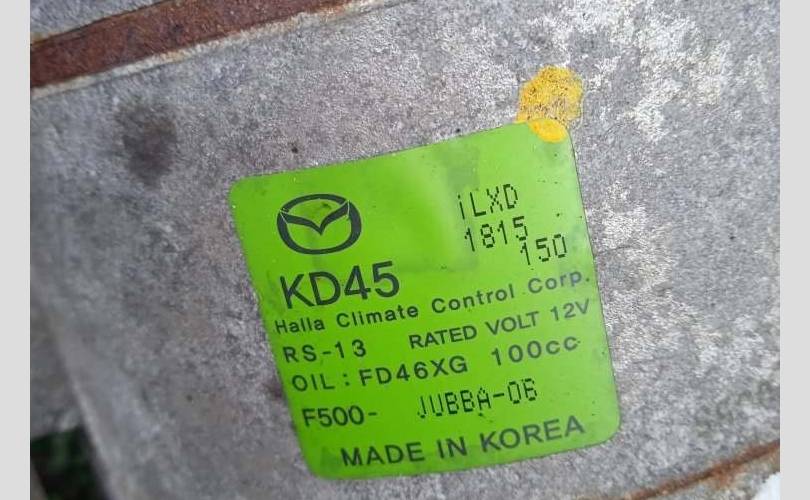 iLXD
1815
150
KD45
Halla Climate Control Corp.
RS-13 RATED VOLT 12V
OIL : FD46XG 100cc
F500- JUBBA-06
MADE IN KOREA